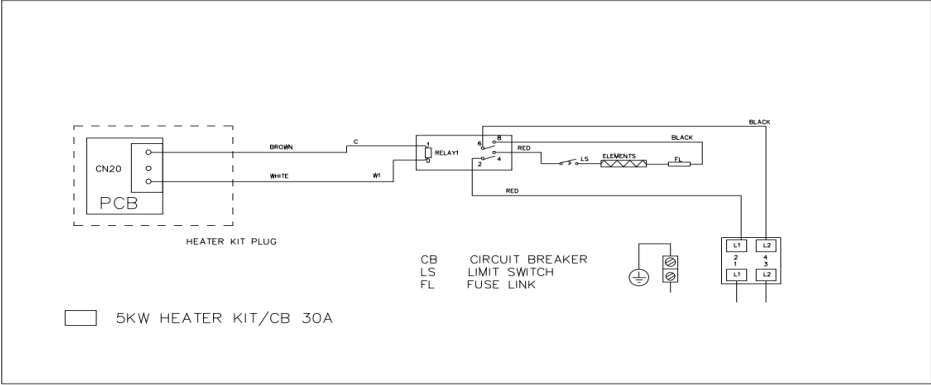 BLACK
BROWN C
1 6 8 BLACK
RED
CN20
RELAY1
LS ELEMENTS FL
0 2 4
WHITE W1
RED
PCB
HEATER KIT PLUG
L1 L2
2 4
1 3
L1 L2
CB CIRCUIT BREAKER
LS LIMIT SWITCH
FL FUSE LINK
5KW HEATER KIT/CB 30A